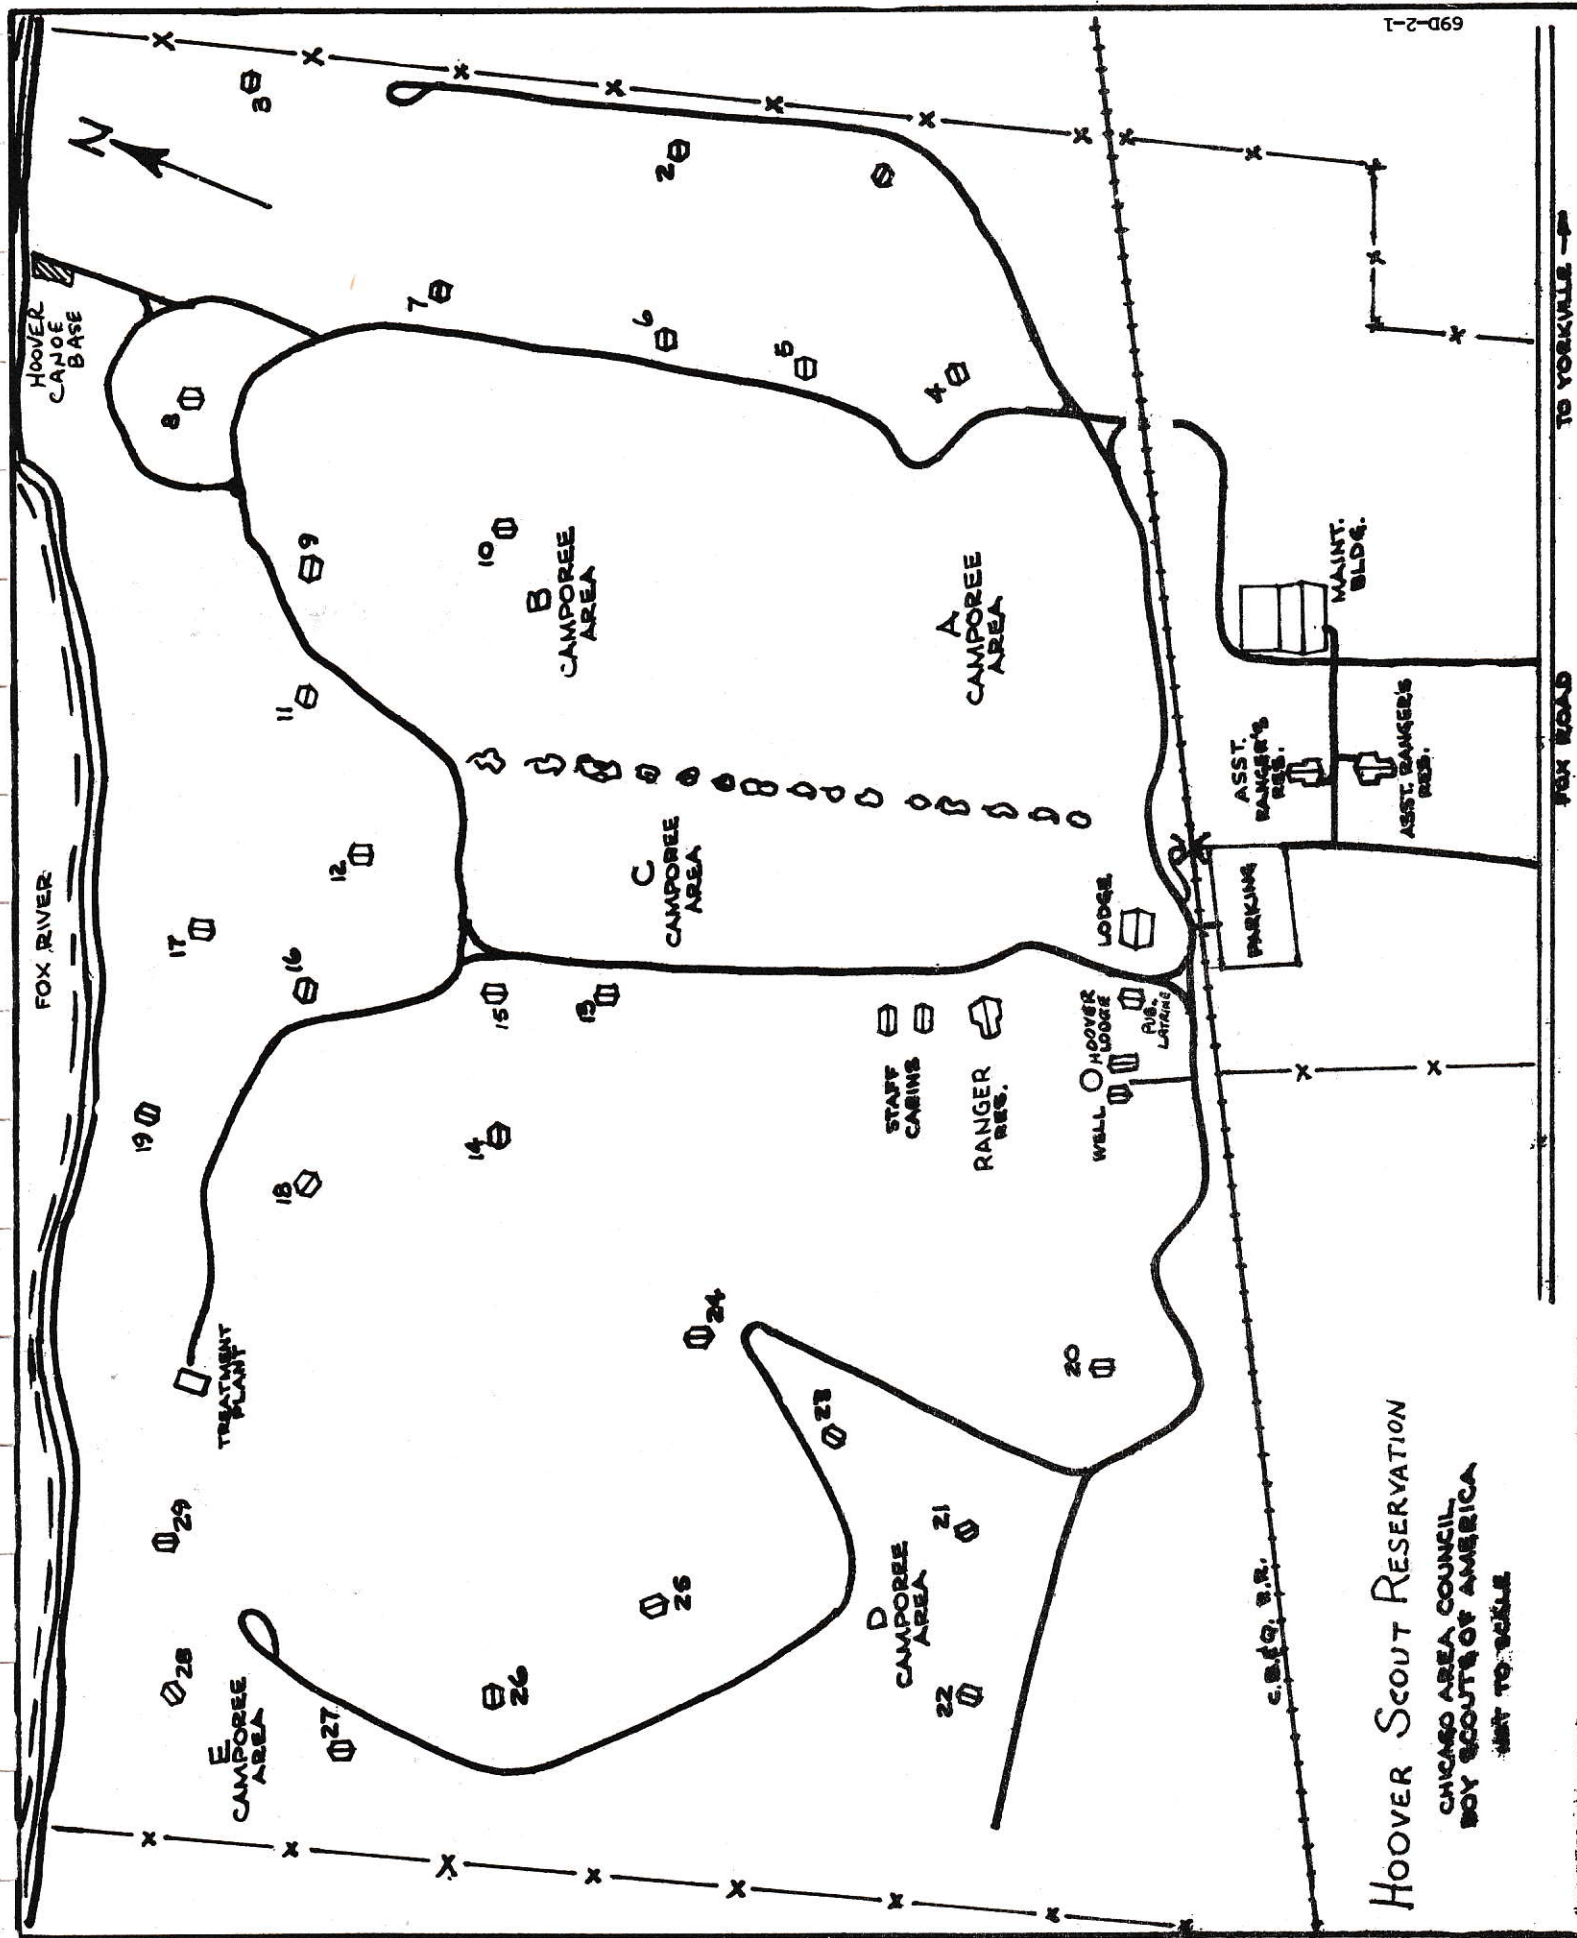 FOX RIVER
HOOVER
CANOE
BASE
N
E
CAMPOREE
AREA
28
29
TREATMENT
PLANT
19
17
18
16
12
11
9
8
3
27
26
25
14
15
13
10
7
B
CAMPOREE
AREA
C
CAMPOREE
AREA
24
23
6
2
5
D
CAMPOREE
AREA
21
22
STAFF
CABINS
RANGER
RES.
A
CAMPOREE
AREA
4
20
WELL
HOOVER
LODGE
PUB.
LATRINE
LODGE
C.B.&Q. R.R.
PARKING
ASST.
RANGER'S
RES.
MAINT.
BLDG.
ASST. RANGER'S
RES.
HOOVER SCOUT RESERVATION
CHICAGO AREA COUNCIL
BOY SCOUTS OF AMERICA
NOT TO SCALE
FOX ROAD
TO YORKVILLE
69D-2-1